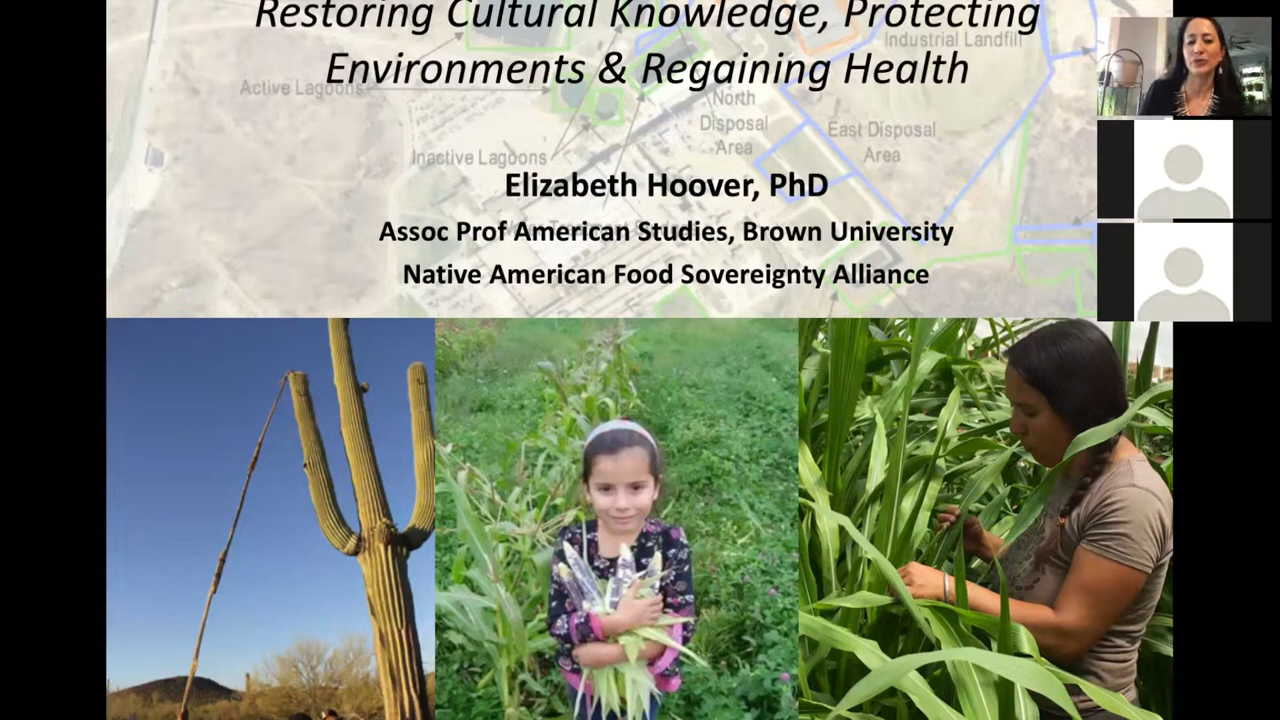 Restoring Cultural Knowledge, Protecting
Environments & Regaining Health
Industrial Landfill
Active Lagoons
North
Disposal
Area
East Disposal
Area
Inactive Lagoons
Elizabeth Hoover, PhD
Assoc Prof American Studies, Brown University
Native American Food Sovereignty Alliance